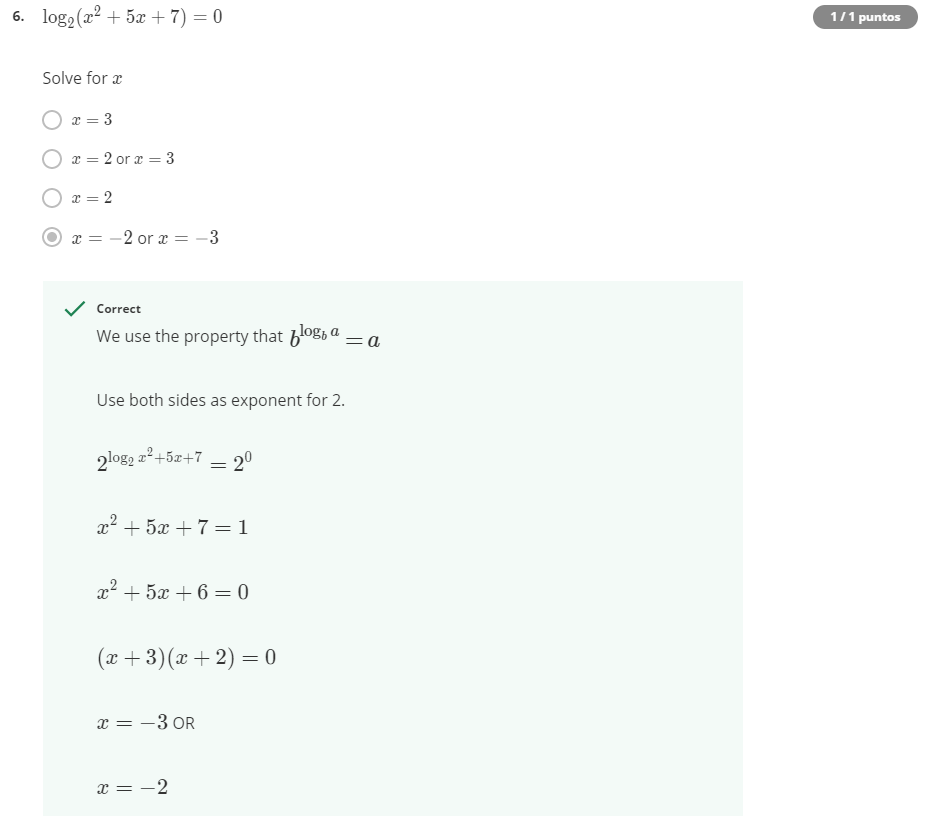 6. log₂(x² + 5x + 7) = 0
1 / 1 puntos
Solve for x
x = 3
x = 2 or x = 3
x = 2
x = −2 or x = −3
Correct
We use the property that b^(log_b a) = a
Use both sides as exponent for 2.
2^(log₂ x²+5x+7) = 2⁰
x² + 5x + 7 = 1
x² + 5x + 6 = 0
(x + 3)(x + 2) = 0
x = −3 OR
x = −2